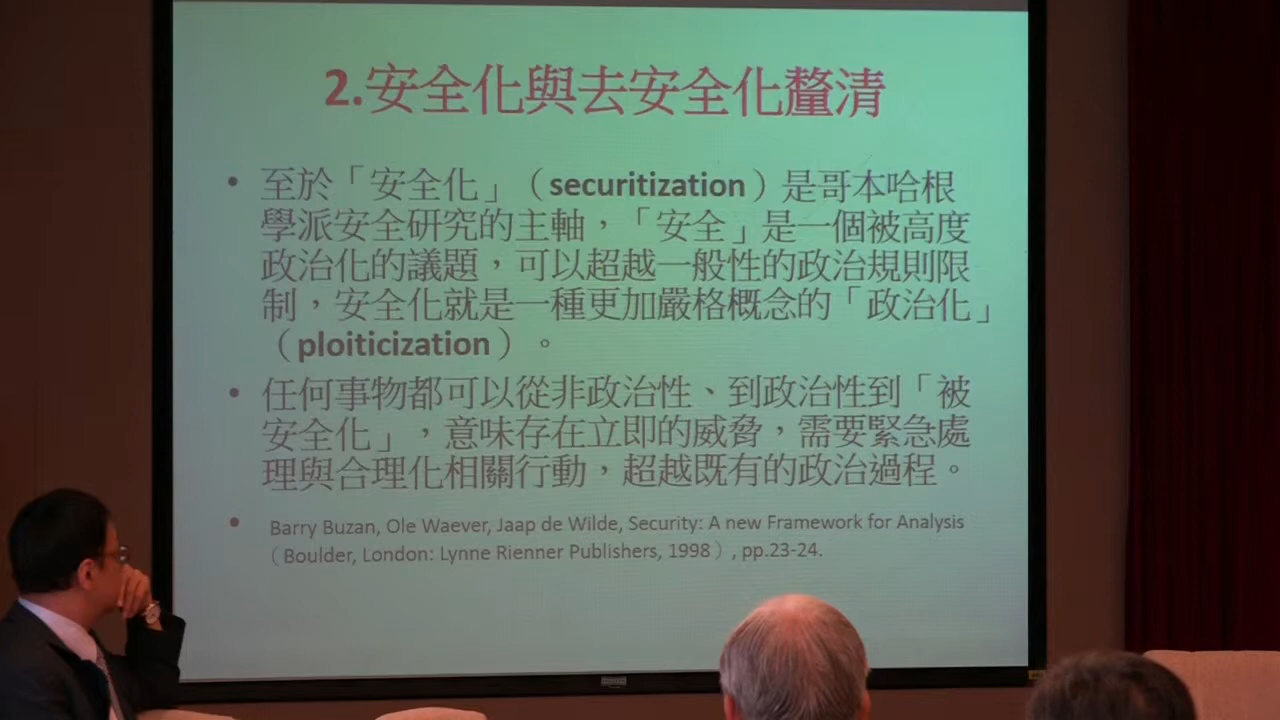 2.安全化與去安全化釐清
• 至於「安全化」（securitization）是哥本哈根
學派安全研究的主軸，「安全」是一個被高度
政治化的議題，可以超越一般性的政治規則限
制，安全化就是一種更加嚴格概念的「政治化」
（ploiticization）。
• 任何事物都可以從非政治性、到政治性到「被
安全化」，意味存在立即的威脅，需要緊急處
理與合理化相關行動，超越既有的政治過程。
• Barry Buzan, Ole Waever, Jaap de Wilde, Security: A new Framework for Analysis
（Boulder, London: Lynne Rienner Publishers, 1998）, pp.23-24.